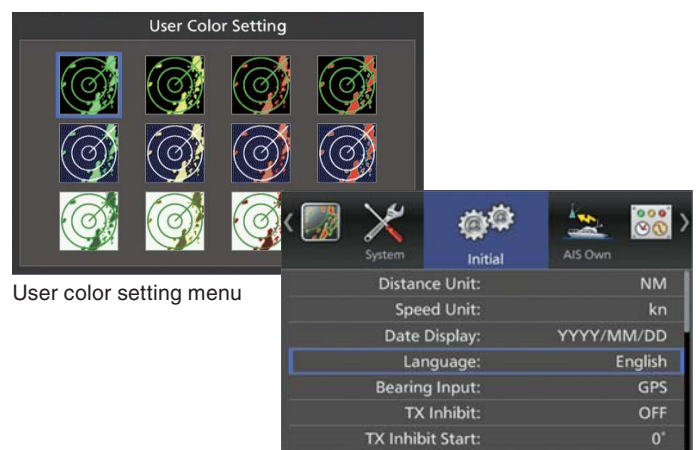 User Color Setting
User color setting menu
System
Initial
AIS Own
Distance Unit: NM
Speed Unit: kn
Date Display: YYYY/MM/DD
Language: English
Bearing Input: GPS
TX Inhibit: OFF
TX Inhibit Start: 0°